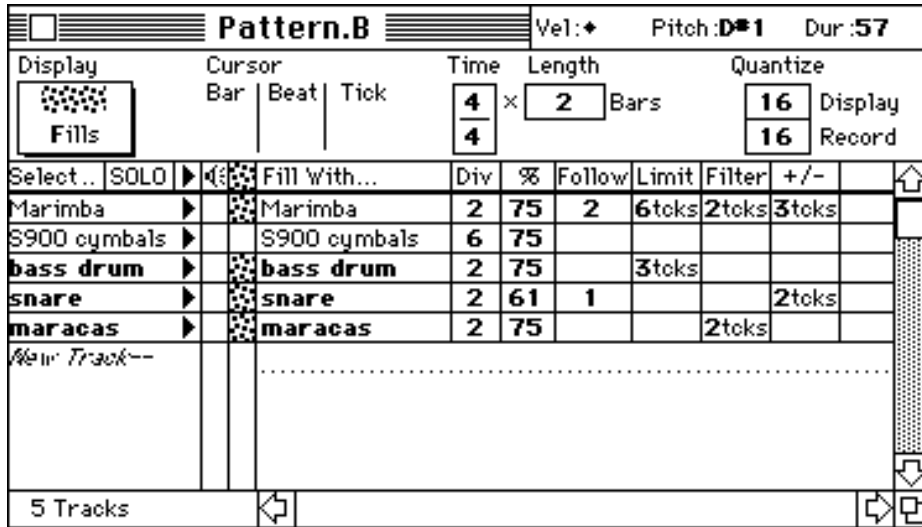 Pattern.B Vel:◆ Pitch:D#1 Dur:57
Display Cursor Time Length Quantize
Bar Beat Tick 4 × 2 Bars 16 Display
Fills 4 16 Record
Select.. SOLO Fill With... Div % Follow Limit Filter +/-
Marimba Marimba 2 75 2 6tcks 2tcks 3tcks
S900 cymbals S900 cymbals 6 75
bass drum bass drum 2 75 3tcks
snare snare 2 61 1 2tcks
maracas maracas 2 75 2tcks
New Track--
5 Tracks